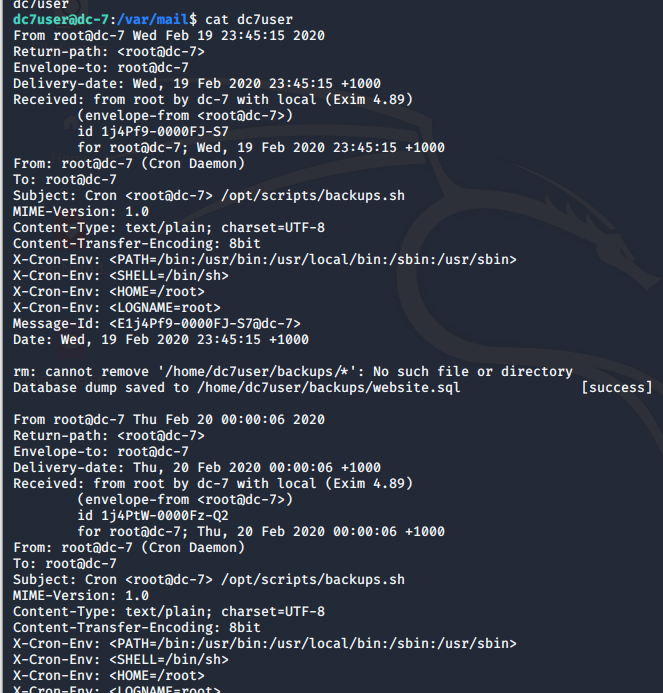 dc7user
dc7user@dc-7:/var/mail$ cat dc7user
From root@dc-7 Wed Feb 19 23:45:15 2020
Return-path: <root@dc-7>
Envelope-to: root@dc-7
Delivery-date: Wed, 19 Feb 2020 23:45:15 +1000
Received: from root by dc-7 with local (Exim 4.89)
        (envelope-from <root@dc-7>)
        id 1j4Pf9-0000FJ-S7
        for root@dc-7; Wed, 19 Feb 2020 23:45:15 +1000
From: root@dc-7 (Cron Daemon)
To: root@dc-7
Subject: Cron <root@dc-7> /opt/scripts/backups.sh
MIME-Version: 1.0
Content-Type: text/plain; charset=UTF-8
Content-Transfer-Encoding: 8bit
X-Cron-Env: <PATH=/bin:/usr/bin:/usr/local/bin:/sbin:/usr/sbin>
X-Cron-Env: <SHELL=/bin/sh>
X-Cron-Env: <HOME=/root>
X-Cron-Env: <LOGNAME=root>
Message-Id: <E1j4Pf9-0000FJ-S7@dc-7>
Date: Wed, 19 Feb 2020 23:45:15 +1000

rm: cannot remove '/home/dc7user/backups/*': No such file or directory
Database dump saved to /home/dc7user/backups/website.sql               [success]

From root@dc-7 Thu Feb 20 00:00:06 2020
Return-path: <root@dc-7>
Envelope-to: root@dc-7
Delivery-date: Thu, 20 Feb 2020 00:00:06 +1000
Received: from root by dc-7 with local (Exim 4.89)
        (envelope-from <root@dc-7>)
        id 1j4PtW-0000Fz-Q2
        for root@dc-7; Thu, 20 Feb 2020 00:00:06 +1000
From: root@dc-7 (Cron Daemon)
To: root@dc-7
Subject: Cron <root@dc-7> /opt/scripts/backups.sh
MIME-Version: 1.0
Content-Type: text/plain; charset=UTF-8
Content-Transfer-Encoding: 8bit
X-Cron-Env: <PATH=/bin:/usr/bin:/usr/local/bin:/sbin:/usr/sbin>
X-Cron-Env: <SHELL=/bin/sh>
X-Cron-Env: <HOME=/root>
X-Cron-Env: <LOGNAME=root>